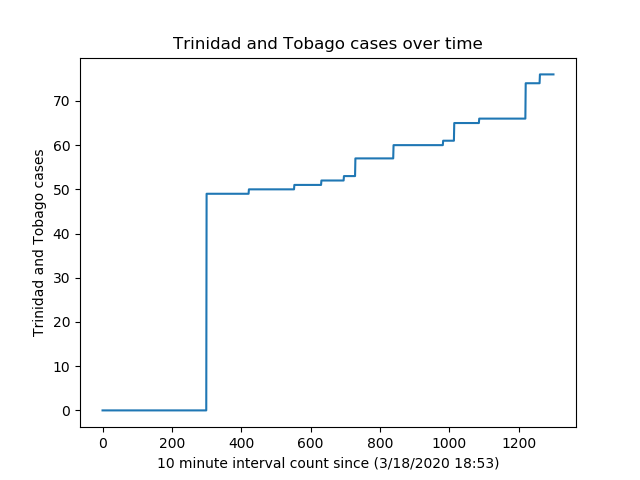 Trinidad and Tobago cases over time
Trinidad and Tobago cases
70
60
50
40
30
20
10
0
0 200 400 600 800 1000 1200
10 minute interval count since (3/18/2020 18:53)